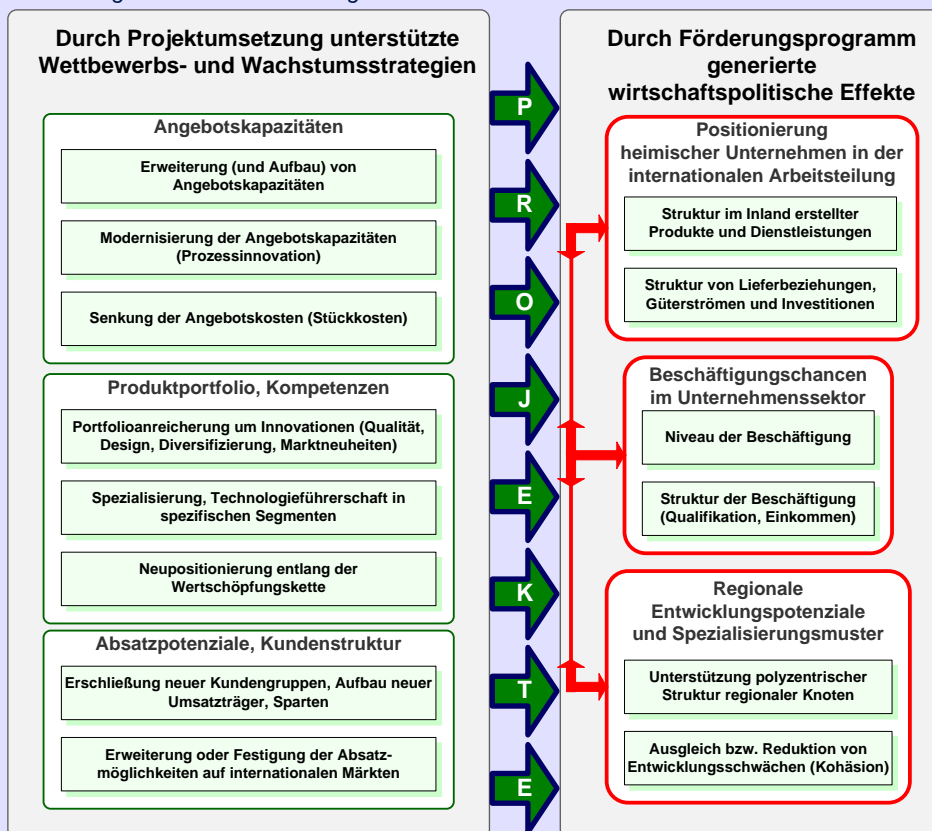 Durch Projektumsetzung unterstützte
Wettbewerbs- und Wachstumsstrategien
Angebotskapazitäten
Erweiterung (und Aufbau) von
Angebotskapazitäten
Modernisierung der Angebotskapazitäten
(Prozessinnovation)
Senkung der Angebotskosten (Stückkosten)
Produktportfolio, Kompetenzen
Portfolioanreicherung um Innovationen (Qualität,
Design, Diversifizierung, Marktneuheiten)
Spezialisierung, Technologieführerschaft in
spezifischen Segmenten
Neupositionierung entlang der
Wertschöpfungskette
Absatzpotenziale, Kundenstruktur
Erschließung neuer Kundengruppen, Aufbau neuer
Umsatzträger, Sparten
Erweiterung oder Festigung der Absatz-
möglichkeiten auf internationalen Märkten
P
R
O
J
E
K
T
E
Durch Förderungsprogramm
generierte
wirtschaftspolitische Effekte
Positionierung
heimischer Unternehmen in der
internationalen Arbeitsteilung
Struktur im Inland erstellter
Produkte und Dienstleistungen
Struktur von Lieferbeziehungen,
Güterströmen und Investitionen
Beschäftigungschancen
im Unternehmenssektor
Niveau der Beschäftigung
Struktur der Beschäftigung
(Qualifikation, Einkommen)
Regionale
Entwicklungspotenziale
und Spezialisierungsmuster
Unterstützung polyzentrischer
Struktur regionaler Knoten
Ausgleich bzw. Reduktion von
Entwicklungsschwächen (Kohäsion)